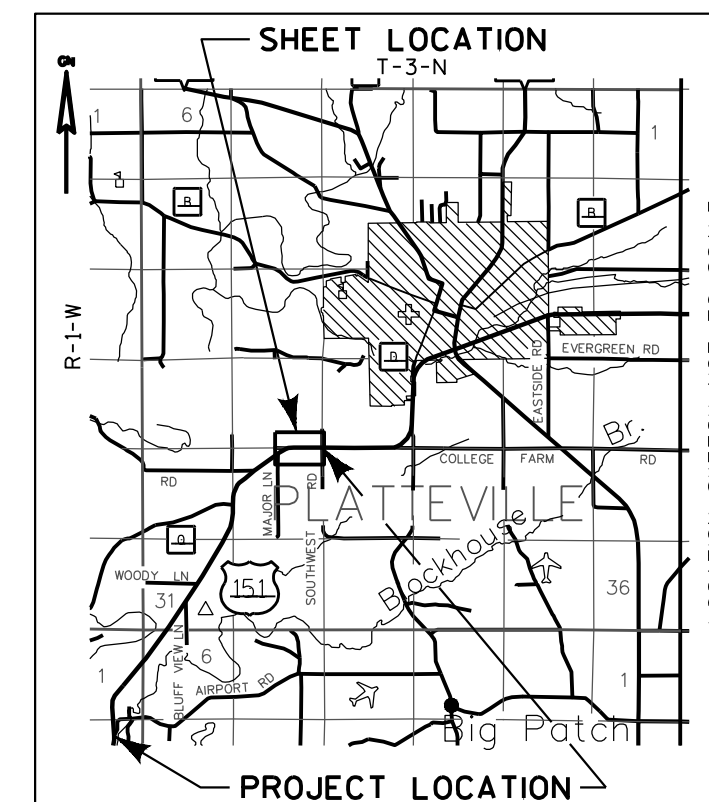 SHEET LOCATION
T-3-N
GN
1
6
1
B
B
R-1-W
D
EVERGREEN RD
EASTSIDE RD
Br.
COLLEGE FARM RD
RD
MAJOR LN
RD
SOUTHWEST
PLATTEVILLE
Blockhouse
WOODY LN
151
31
36
BLUFF VIEW LN
6
1
AIRPORT RD
1
Big Patch
PROJECT LOCATION